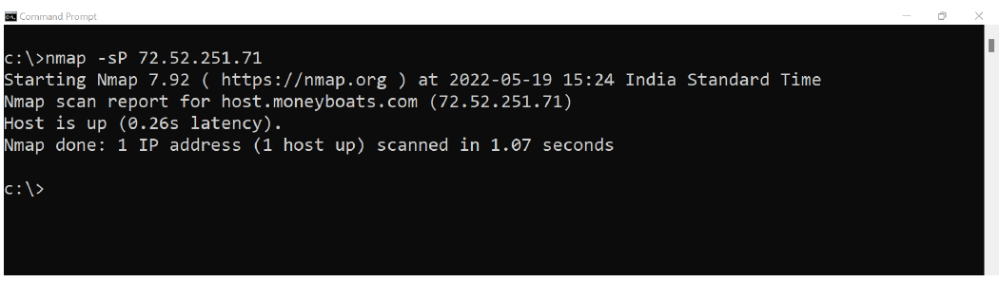 Command Prompt
c:\>nmap -sP 72.52.251.71
Starting Nmap 7.92 ( https://nmap.org ) at 2022-05-19 15:24 India Standard Time
Nmap scan report for host.moneyboats.com (72.52.251.71)
Host is up (0.26s latency).
Nmap done: 1 IP address (1 host up) scanned in 1.07 seconds
c:\>